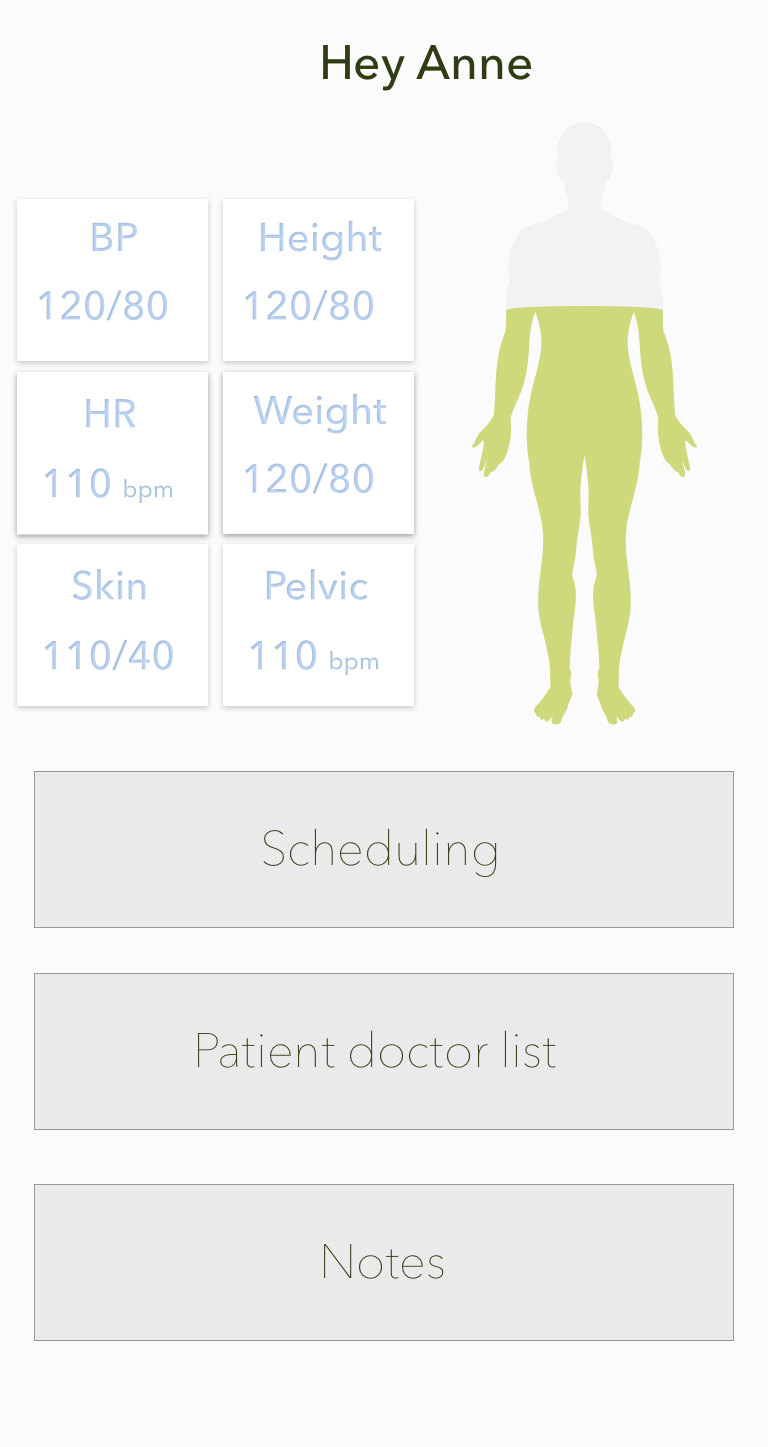 Hey Anne
BP
120/80
Height
120/80
HR
110 bpm
Weight
120/80
Skin
110/40
Pelvic
110 bpm
Scheduling
Patient doctor list
Notes